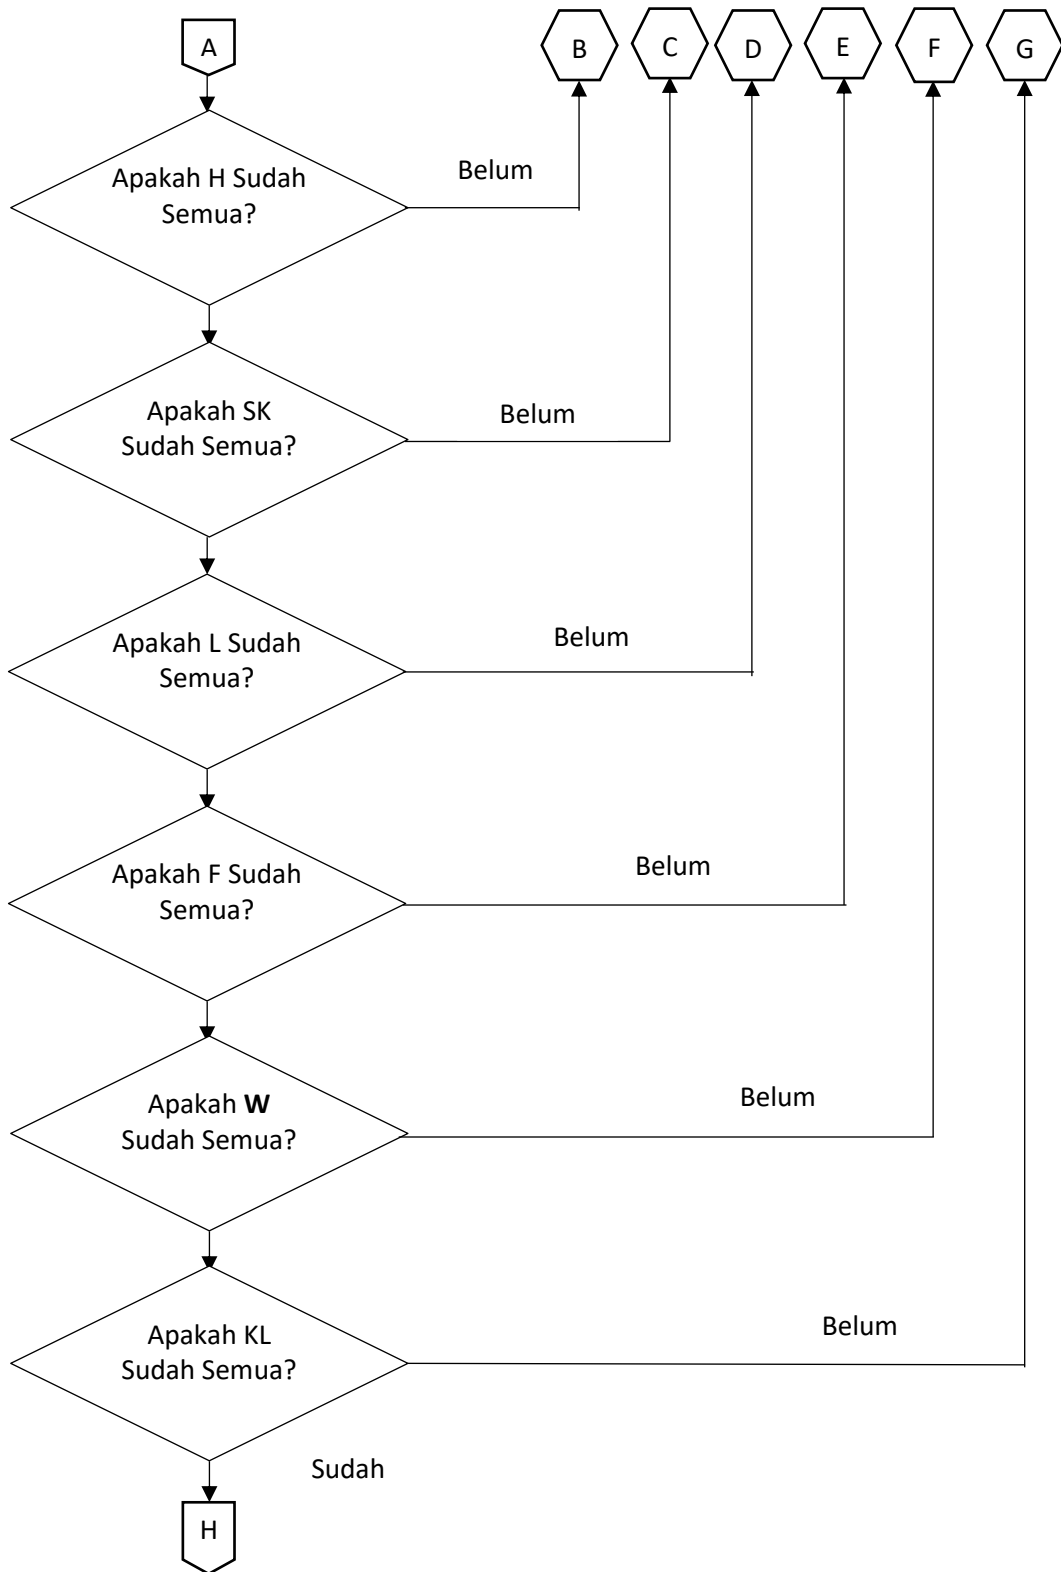 A
B
C
D
E
F
G
Apakah H Sudah
Semua?
Belum
Apakah SK
Sudah Semua?
Belum
Apakah L Sudah
Semua?
Belum
Apakah F Sudah
Semua?
Belum
Apakah W
Sudah Semua?
Belum
Apakah KL
Sudah Semua?
Belum
Sudah
H